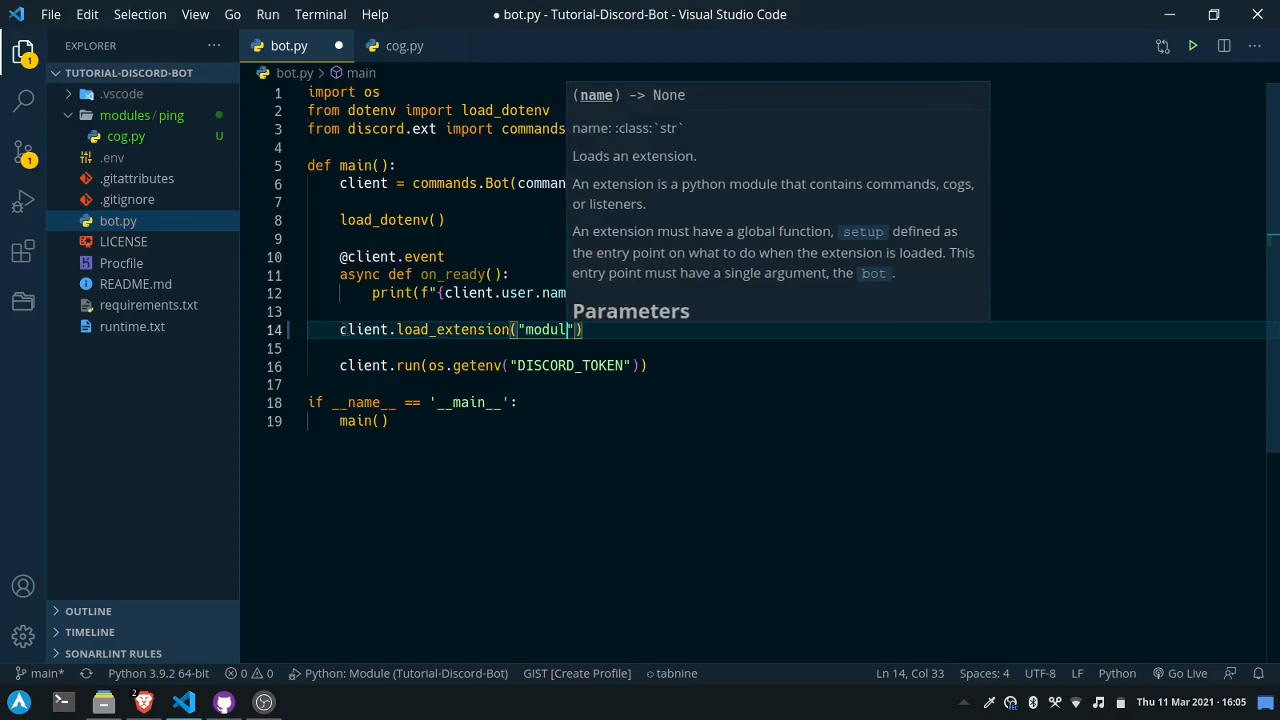 File Edit Selection View Go Run Terminal Help
● bot.py - Tutorial-Discord-Bot - Visual Studio Code
EXPLORER
bot.py
cog.py
1
TUTORIAL-DISCORD-BOT
.vscode
modules / ping
cog.py U
.env
.gitattributes
.gitignore
bot.py
LICENSE
Procfile
README.md
requirements.txt
runtime.txt
OUTLINE
TIMELINE
SONARLINT RULES
1
bot.py > main
1 import os
2 from dotenv import load_dotenv
3 from discord.ext import commands
4
5 def main():
6 client = commands.Bot(comman
7
8 load_dotenv()
9
10 @client.event
11 async def on_ready():
12 print(f"{client.user.nam
13
14 client.load_extension("modul")
15
16 client.run(os.getenv("DISCORD_TOKEN"))
17
18 if __name__ == '__main__':
19 main()
(name) -> None
name: :class:`str`
Loads an extension.
An extension is a python module that contains commands, cogs,
or listeners.
An extension must have a global function, setup defined as
the entry point on what to do when the extension is loaded. This
entry point must have a single argument, the bot .
Parameters
main* Python 3.9.2 64-bit 0 0 Python: Module (Tutorial-Discord-Bot) GIST [Create Profile] tabnine Ln 14, Col 33 Spaces: 4 UTF-8 LF Python Go Live
2
REC
Thu 11 Mar 2021 - 16:05